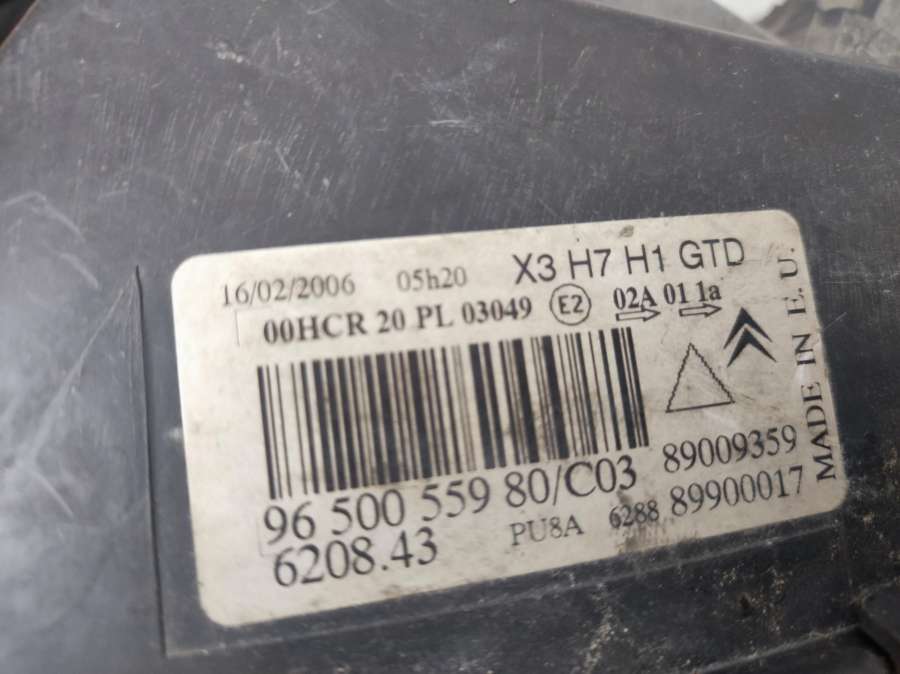 16/02/2006 05h20 X3 H7 H1 GTD
00HCR 20 PL 03049 E2 02A 01 1a
96 500 559 80/C03 89009359
6208.43 PU8A 6288 89900017
MADE IN E.U.